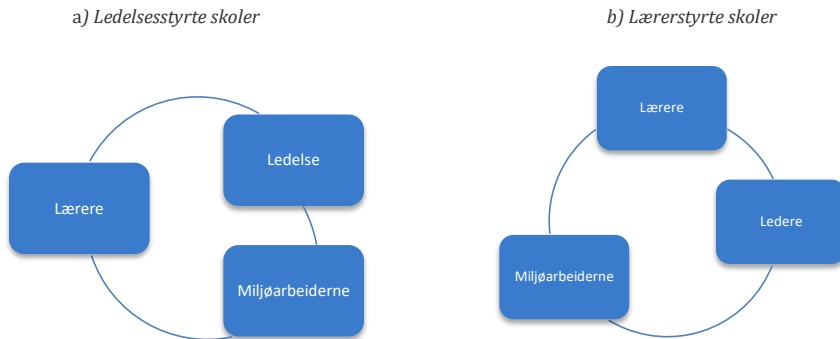 a) Ledelsesstyrte skoler
Ledelse
Lærere
Miljøarbeiderne
b) Lærerstyrte skoler
Lærere
Ledere
Miljøarbeiderne